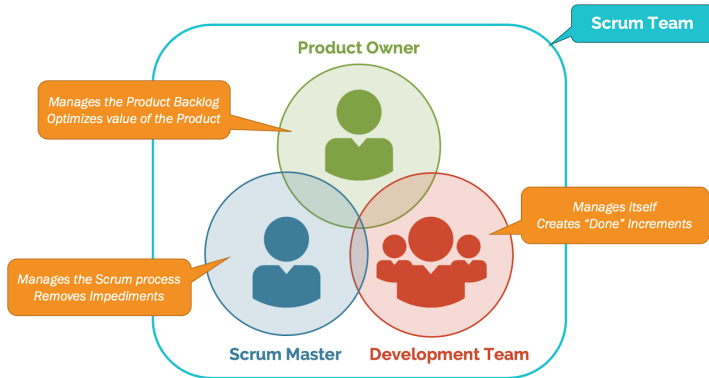 Scrum Team
Product Owner
Manages the Product Backlog
Optimizes value of the Product
Manages itself
Creates “Done” Increments
Manages the Scrum process
Removes Impediments
Scrum Master
Development Team